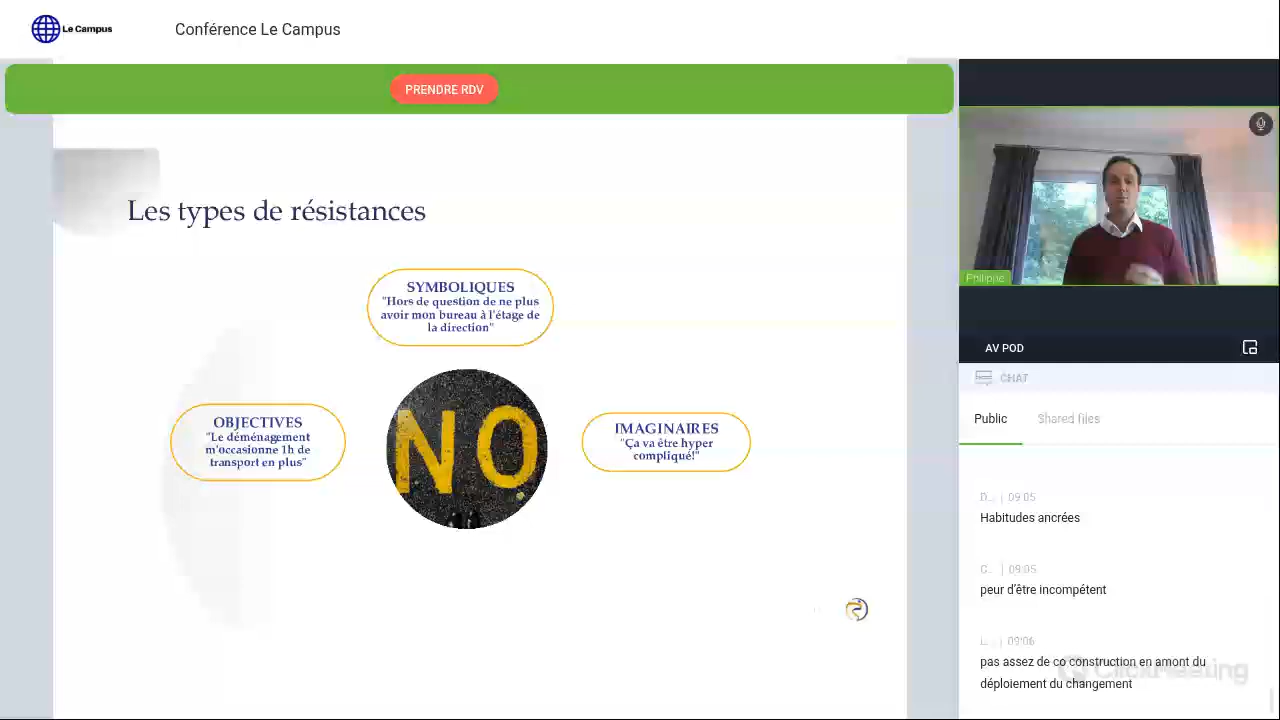 Le Campus
Conférence Le Campus
PRENDRE RDV
Les types de résistances
SYMBOLIQUES
"Hors de question de ne plus
avoir mon bureau à l'étage de
la direction"
OBJECTIVES
"Le déménagement
m'occasionne 1h de
transport en plus"
NO
IMAGINAIRES
"Ça va être hyper
compliqué!"
Philippe
AV POD
CHAT
Public
Shared files
D... | 09:05
Habitudes ancrées
C... | 09:05
peur d'être incompétent
L... | 09:06
pas assez de co construction en amont du
déploiement du changement
ClickMeeting